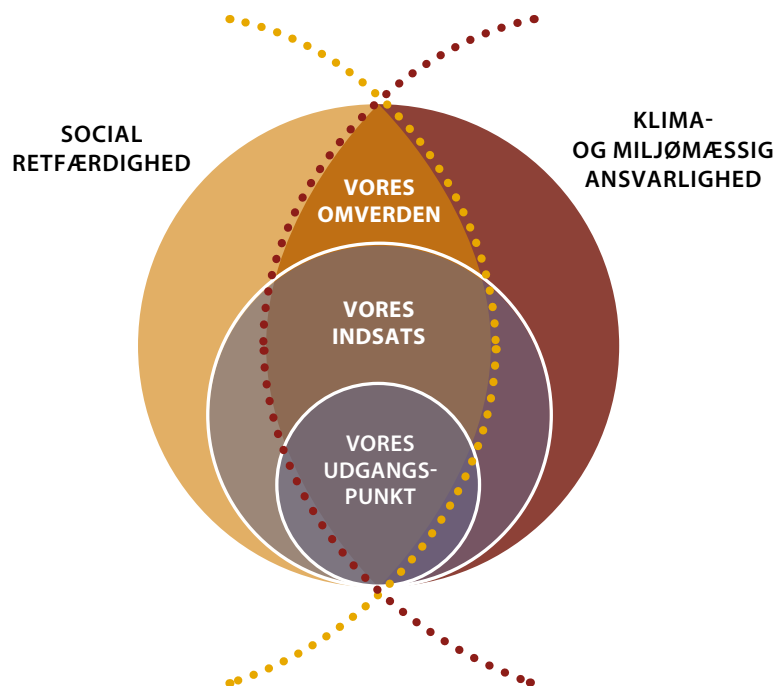 SOCIAL
RETFÆRDIGHED
KLIMA-
OG MILJØMÆSSIG
ANSVARLIGHED
VORES
OMVERDEN
VORES
INDSATS
VORES
UDGANGS-
PUNKT